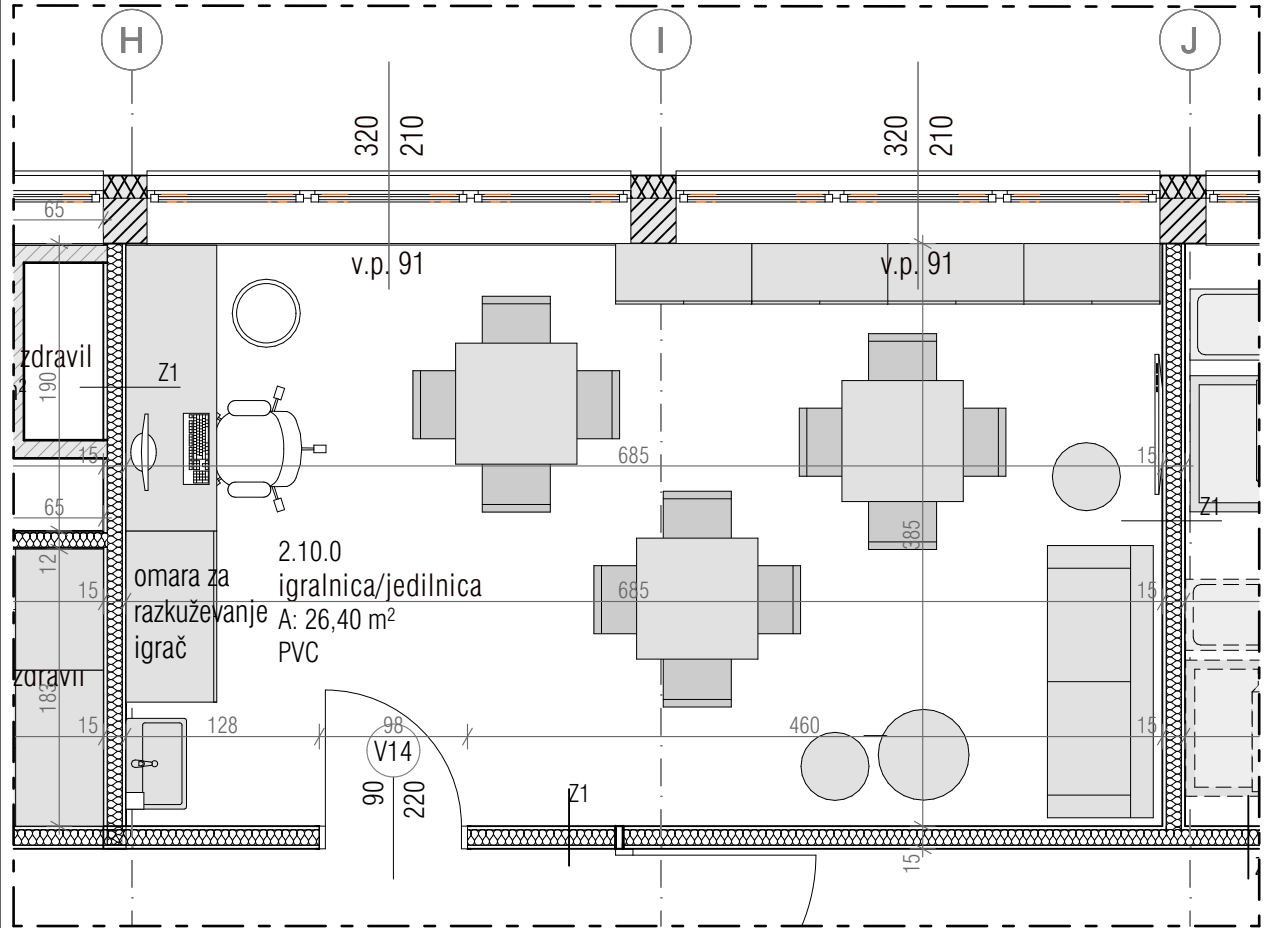 H
I
J
320
210
320
210
65
v.p. 91
v.p. 91
zdravil
190
Z1
15
685
15
65
Z1
385
12
2.10.0
igralnica/jedilnica
A: 26,40 m²
PVC
omara za
razkuževanje
igrač
15
685
15
zdravil
183
15
128
98
460
15
V14
90
220
Z1
15